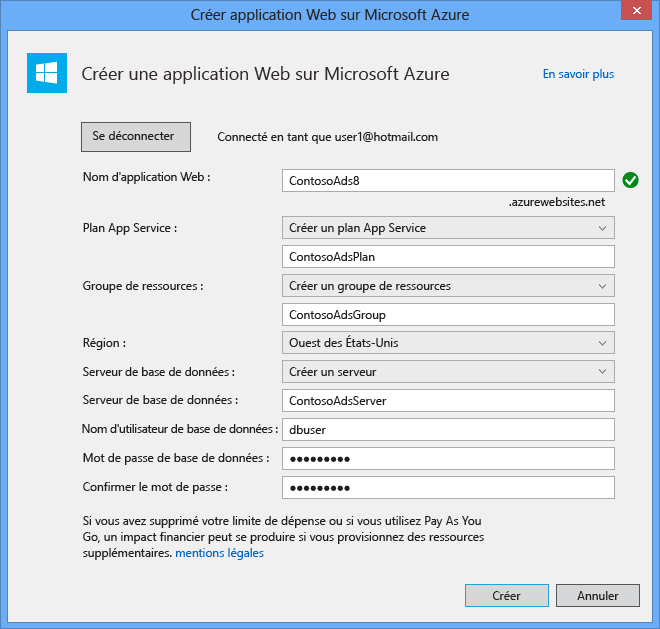 Créer application Web sur Microsoft Azure
Créer une application Web sur Microsoft Azure
En savoir plus
Se déconnecter
Connecté en tant que user1@hotmail.com
Nom d'application Web :
ContosoAds8
.azurewebsites.net
Plan App Service :
Créer un plan App Service
ContosoAdsPlan
Groupe de ressources :
Créer un groupe de ressources
ContosoAdsGroup
Région :
Ouest des États-Unis
Serveur de base de données :
Créer un serveur
Serveur de base de données :
ContosoAdsServer
Nom d'utilisateur de base de données :
dbuser
Mot de passe de base de données :
●●●●●●●●●
Confirmer le mot de passe :
●●●●●●●●●
Si vous avez supprimé votre limite de dépense ou si vous utilisez Pay As You
Go, un impact financier peut se produire si vous provisionnez des ressources
supplémentaires. mentions légales
Créer
Annuler